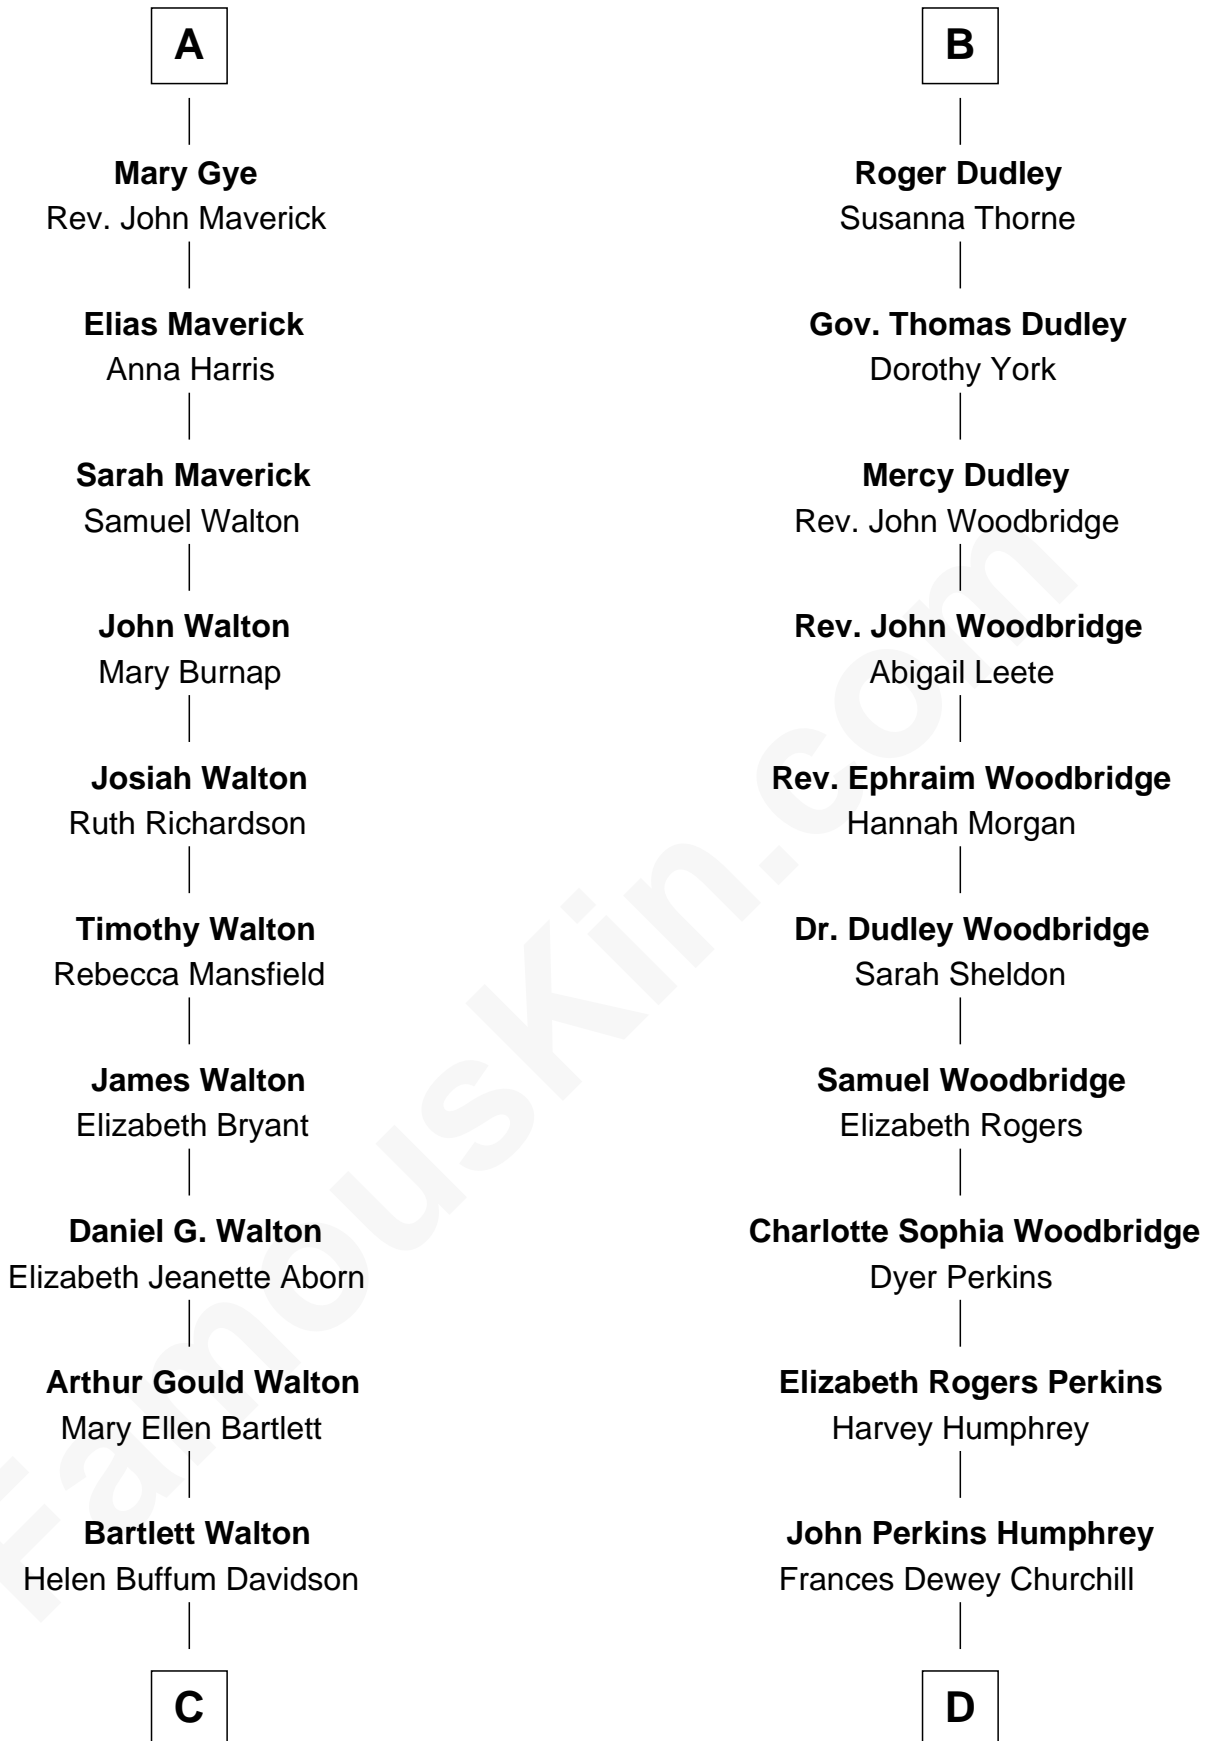 A
Mary Gye
Rev. John Maverick
Elias Maverick
Anna Harris
Sarah Maverick
Samuel Walton
John Walton
Mary Burnap
Josiah Walton
Ruth Richardson
Timothy Walton
Rebecca Mansfield
James Walton
Elizabeth Bryant
Daniel G. Walton
Elizabeth Jeanette Aborn
Arthur Gould Walton
Mary Ellen Bartlett
Bartlett Walton
Helen Buffum Davidson
C
B
Roger Dudley
Susanna Thorne
Gov. Thomas Dudley
Dorothy York
Mercy Dudley
Rev. John Woodbridge
Rev. John Woodbridge
Abigail Leete
Rev. Ephraim Woodbridge
Hannah Morgan
Dr. Dudley Woodbridge
Sarah Sheldon
Samuel Woodbridge
Elizabeth Rogers
Charlotte Sophia Woodbridge
Dyer Perkins
Elizabeth Rogers Perkins
Harvey Humphrey
John Perkins Humphrey
Frances Dewey Churchill
D
FamousKin.com